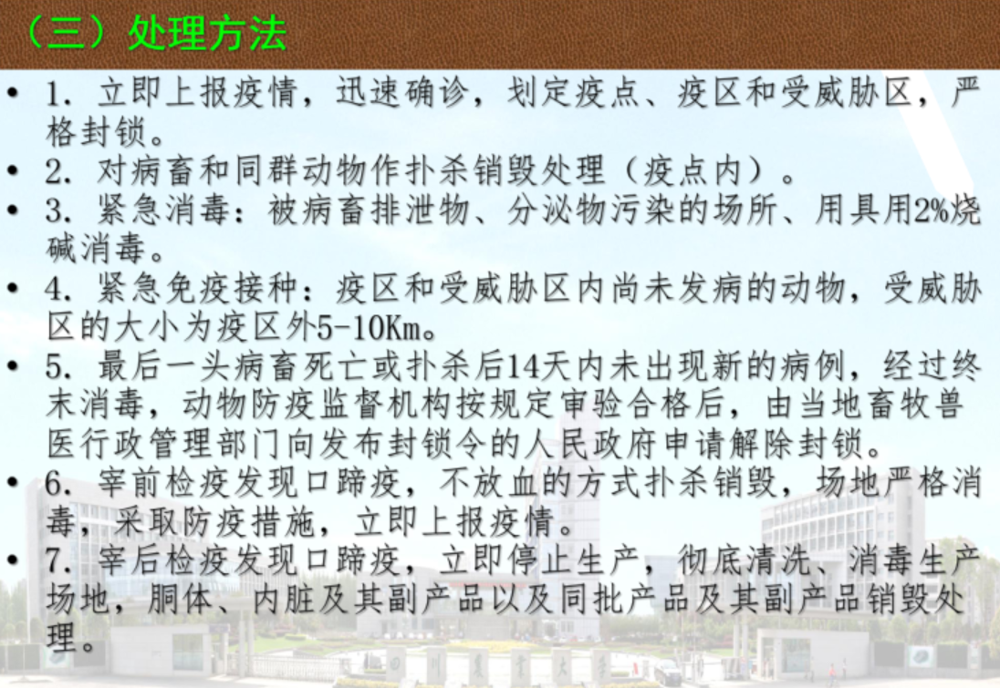 （三）处理方法
• 1. 立即上报疫情，迅速确诊，划定疫点、疫区和受威胁区，严
格封锁。
• 2. 对病畜和同群动物作扑杀销毁处理（疫点内）。
• 3. 紧急消毒：被病畜排泄物、分泌物污染的场所、用具用2%烧
碱消毒。
• 4. 紧急免疫接种：疫区和受威胁区内尚未发病的动物，受威胁
区的大小为疫区外5-10Km。
• 5. 最后一头病畜死亡或扑杀后14天内未出现新的病例，经过终
末消毒，动物防疫监督机构按规定审验合格后，由当地畜牧兽
医行政管理部门向发布封锁令的人民政府申请解除封锁。
• 6. 宰前检疫发现口蹄疫，不放血的方式扑杀销毁，场地严格消
毒，采取防疫措施，立即上报疫情。
• 7. 宰后检疫发现口蹄疫，立即停止生产，彻底清洗、消毒生产
场地，胴体、内脏及其副产品以及同批产品及其副产品销毁处
理。
四川农业大学